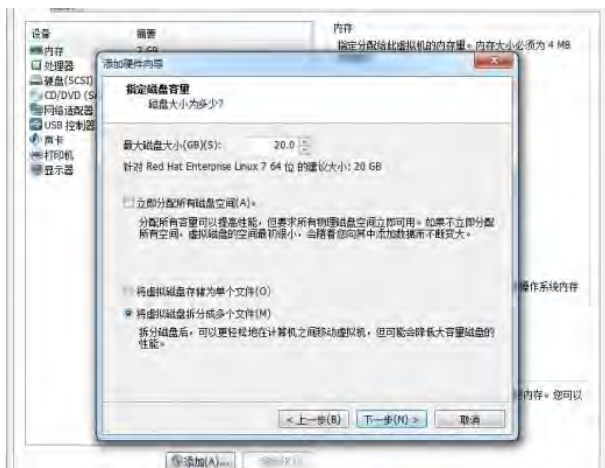 设备
摘要
内存
指定分配给此虚拟机的内存量。内存大小必须为 4 MB
内存
2 GB
处理器
硬盘(SCSI)
CD/DVD (SA
网络适配器
USB 控制器
声卡
打印机
显示器
添加硬件向导
指定磁盘容量
磁盘大小为多少?
最大磁盘大小(GB)(S):
20.0
针对 Red Hat Enterprise Linux 7 64 位 的建议大小: 20 GB
立即分配所有磁盘空间(A)。
分配所有容量可以提高性能，但要求所有物理磁盘空间立即可用。如果不立即分配
所有空间，虚拟磁盘的空间最初很小，会随着您向其中添加数据而不断变大。
将虚拟磁盘存储为单个文件(O)
将虚拟磁盘拆分成多个文件(M)
拆分磁盘后，可以更轻松地在计算机之间移动虚拟机，但可能会降低大容量磁盘的
性能。
操作系统内存
内存。您可以
< 上一步(B)
下一步(N) >
取消
添加(A)...